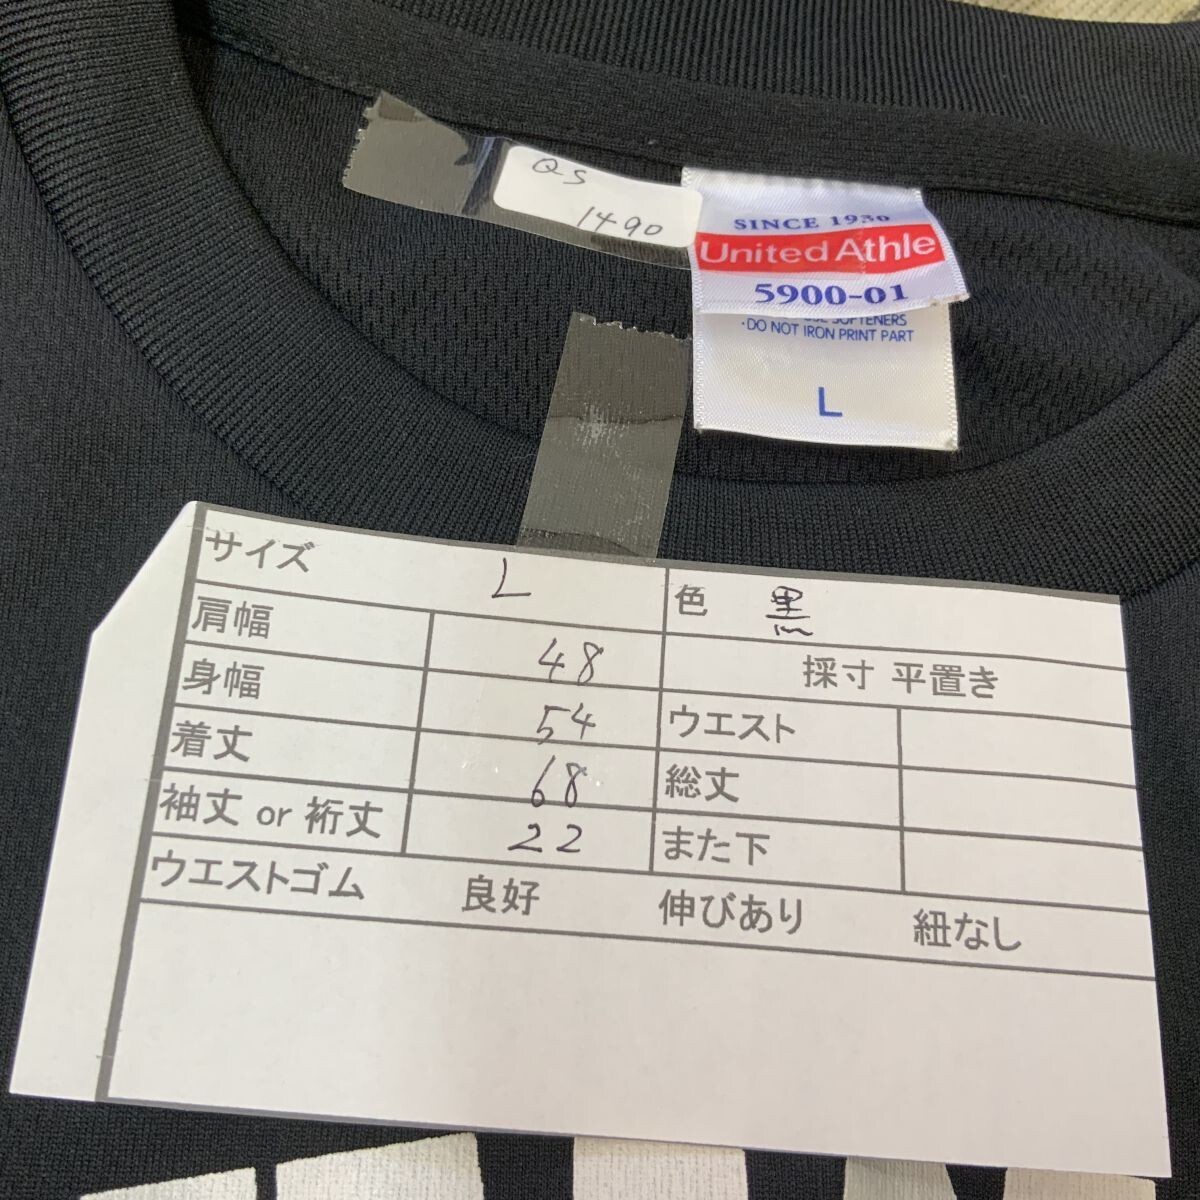 QS
1490
SINCE 1936
United Athle
5900-01
USE SOFTENERS
・DO NOT IRON PRINT PART
L
サイズ L 色 黒
肩幅 48 採寸 平置き
身幅 54 ウエスト
着丈 68 総丈
袖丈 or 裄丈 22 また下
ウエストゴム 良好 伸びあり 紐なし